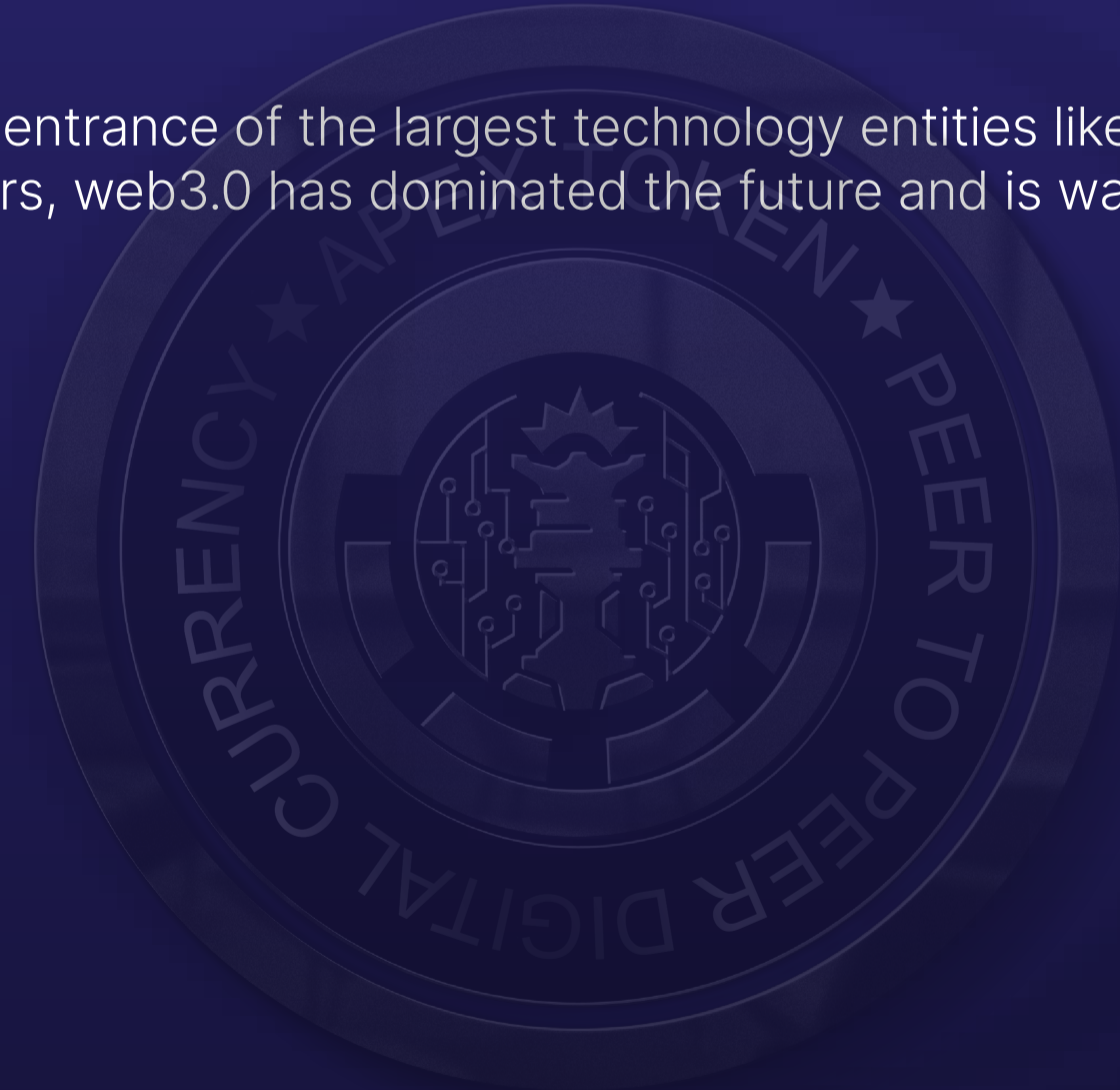 entrance of the largest technology entities like
rs, web3.0 has dominated the future and is wa
APEX TOKEN ★ PEER TO PEER DIGITAL CURRENCY ★